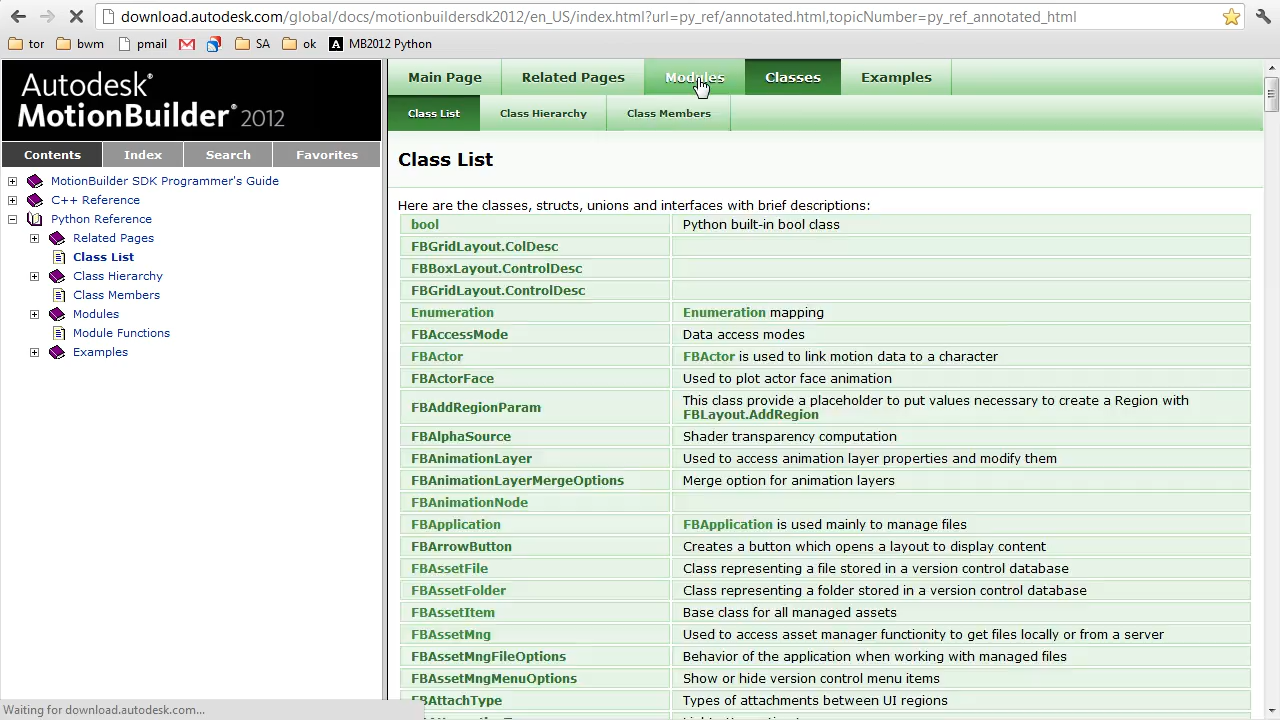 download.autodesk.com/global/docs/motionbuildersdk2012/en_US/index.html?url=py_ref/annotated.html,topicNumber=py_ref_annotated_html
tor bwm pmail SA ok MB2012 Python
Autodesk®
MotionBuilder® 2012
Contents Index Search Favorites
MotionBuilder SDK Programmer's Guide
C++ Reference
Python Reference
Related Pages
Class List
Class Hierarchy
Class Members
Modules
Module Functions
Examples
Main Page Related Pages Modules Classes Examples
Class List Class Hierarchy Class Members
Class List
Here are the classes, structs, unions and interfaces with brief descriptions:
bool Python built-in bool class
FBGridLayout.ColDesc
FBBoxLayout.ControlDesc
FBGridLayout.ControlDesc
Enumeration Enumeration mapping
FBAccessMode Data access modes
FBActor FBActor is used to link motion data to a character
FBActorFace Used to plot actor face animation
FBAddRegionParam This class provide a placeholder to put values necessary to create a Region with
FBLayout.AddRegion
FBAlphaSource Shader transparency computation
FBAnimationLayer Used to access animation layer properties and modify them
FBAnimationLayerMergeOptions Merge option for animation layers
FBAnimationNode
FBApplication FBApplication is used mainly to manage files
FBArrowButton Creates a button which opens a layout to display content
FBAssetFile Class representing a file stored in a version control database
FBAssetFolder Class representing a folder stored in a version control database
FBAssetItem Base class for all managed assets
FBAssetMng Used to access asset manager functionity to get files locally or from a server
FBAssetMngFileOptions Behavior of the application when working with managed files
FBAssetMngMenuOptions Show or hide version control menu items
FBAttachType Types of attachments between UI regions
Waiting for download.autodesk.com...